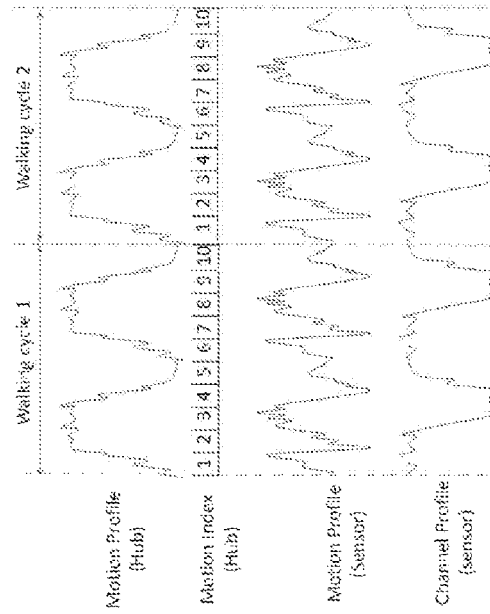 Walking cycle 1
Walking cycle 2
Motion Profile
(Hub)
Motion Index
(Hub)
1 2 3 4 5 6 7 8 9 10 1 2 3 4 5 6 7 8 9 10
Motion Profile
(Sensor)
Channel Profile
(sensor)